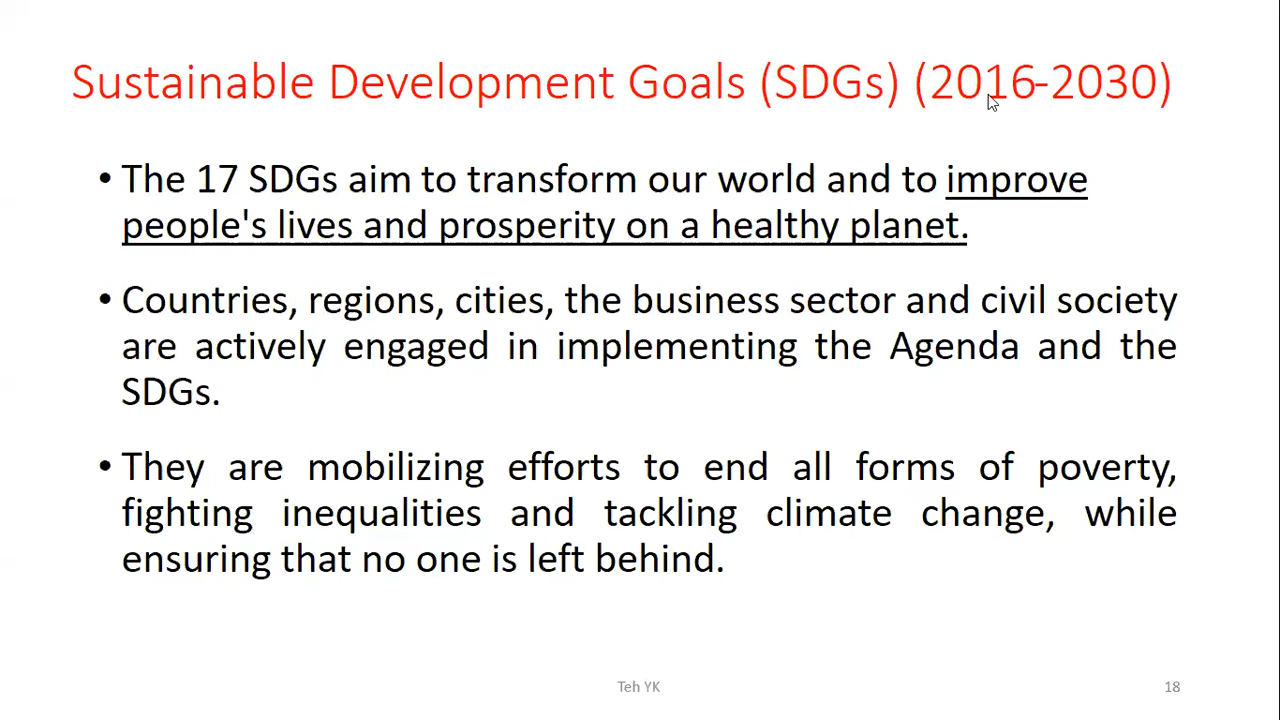 Sustainable Development Goals (SDGs) (2016-2030)
• The 17 SDGs aim to transform our world and to improve
people's lives and prosperity on a healthy planet.
• Countries, regions, cities, the business sector and civil society
are actively engaged in implementing the Agenda and the
SDGs.
• They are mobilizing efforts to end all forms of poverty,
fighting inequalities and tackling climate change, while
ensuring that no one is left behind.
Teh YK
18